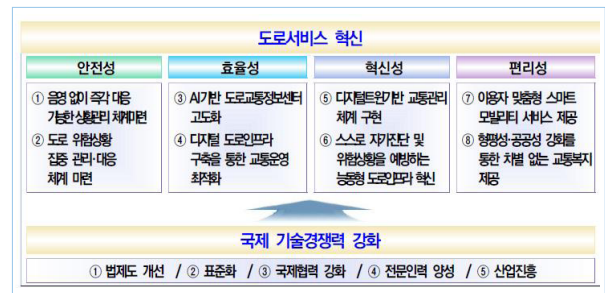 도로서비스 혁신
안전성
① 음영 없이 즉각 대응
가능한 상황관리 체계마련
② 도로 위험상황
집중 관리·대응
체계 마련
효율성
③ AI기반 도로교통정보센터
고도화
④ 디지털 도로인프라
구축을 통한 교통운영
최적화
혁신성
⑤ 디지털트윈기반 교통관리
체계 구현
⑥ 스스로 자가진단 및
위험상황을 예방하는
능동형 도로인프라 혁신
편리성
⑦ 이용자 맞춤형 스마트
모빌리티 서비스 제공
⑧ 형평성·공공성 강화를
통한 차별 없는 교통복지
제공
국제 기술경쟁력 강화
① 법제도 개선 / ② 표준화 / ③ 국제협력 강화 / ④ 전문인력 양성 / ⑤ 산업진흥